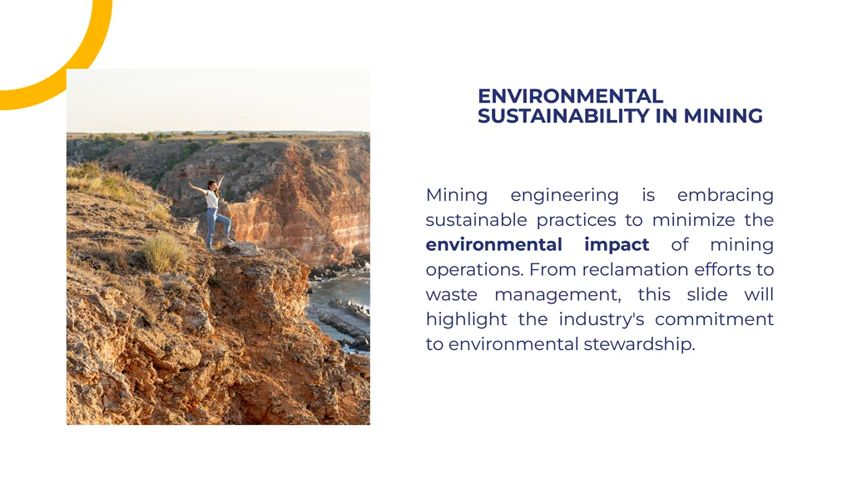 ENVIRONMENTAL
SUSTAINABILITY IN MINING
Mining engineering is embracing
sustainable practices to minimize the
environmental impact of mining
operations. From reclamation efforts to
waste management, this slide will
highlight the industry's commitment
to environmental stewardship.